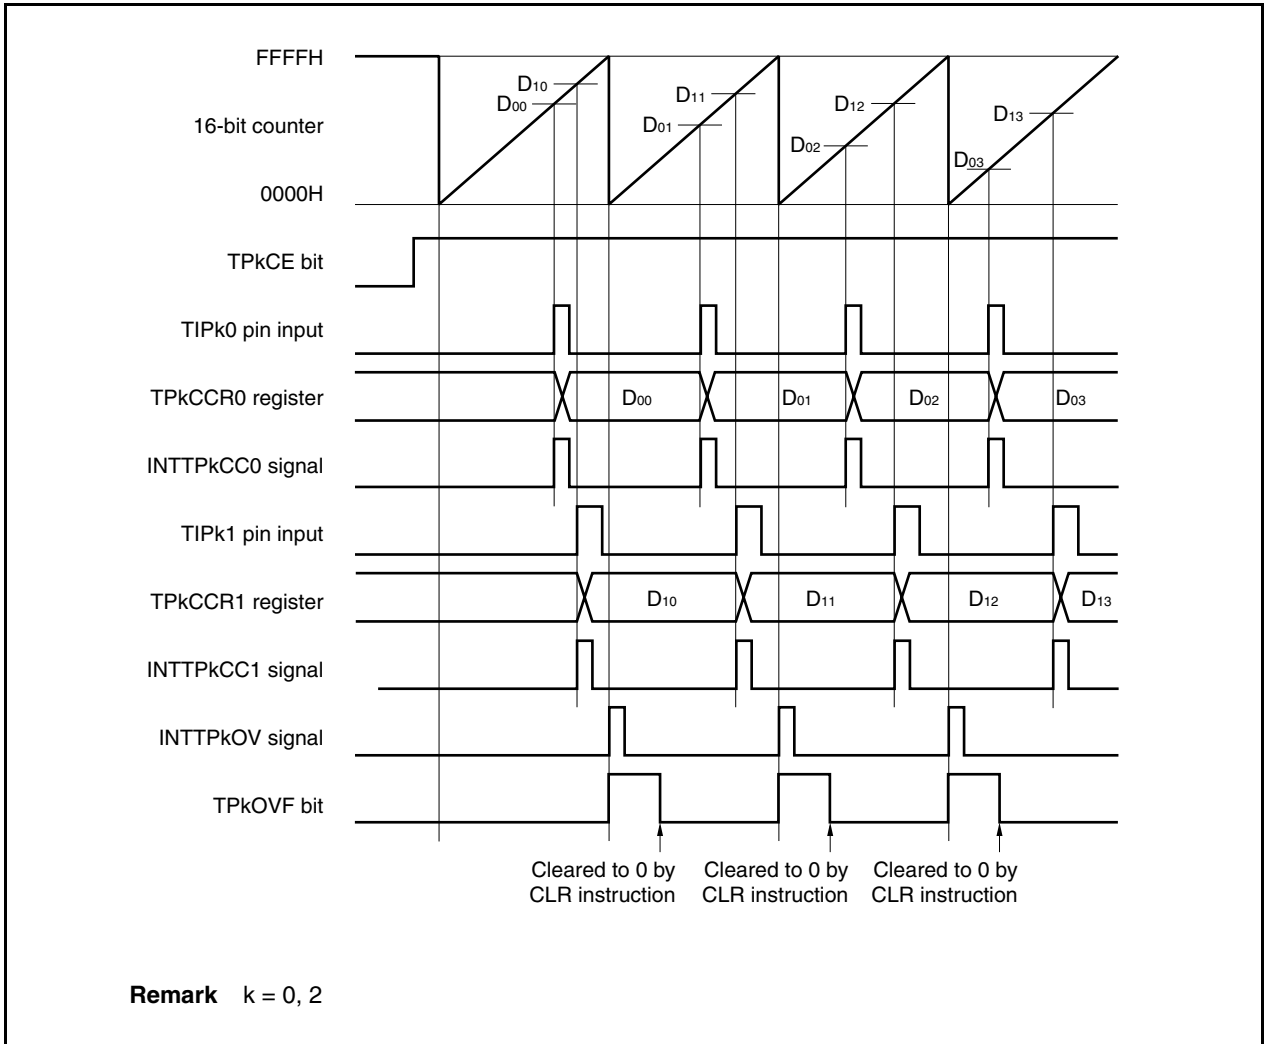 FFFFH
D10
D00
D11
D01
D12
D02
D13
D03
16-bit counter
0000H
TPkCE bit
TIPk0 pin input
TPkCCR0 register
D00
D01
D02
D03
INTTPkCC0 signal
TIPk1 pin input
TPkCCR1 register
D10
D11
D12
D13
INTTPkCC1 signal
INTTPkOV signal
TPkOVF bit
Cleared to 0 by
CLR instruction
Cleared to 0 by
CLR instruction
Cleared to 0 by
CLR instruction
Remark k = 0, 2